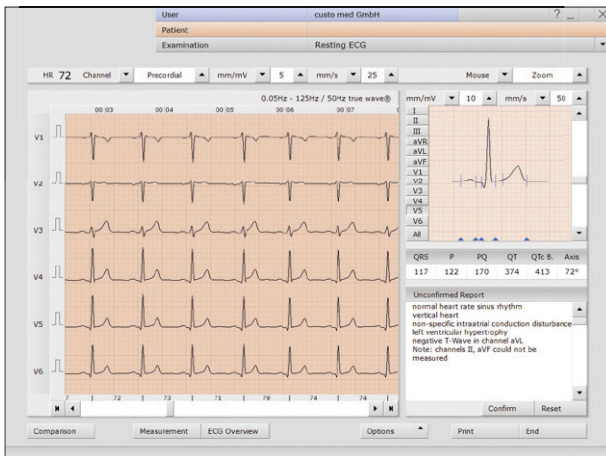 User custo med GmbH ? _ X
Patient
Examination Resting ECG
HR 72 Channel Precordial mm/mV 5 mm/s 25 Mouse Zoom
0.05Hz - 125Hz / 50Hz true wave®
00 03 00 04 00 05 00 06 00 07
V1
V2
V3
V4
V5
V6
72 73 71 79 74 74
mm/mV 10 mm/s 50
I
II
III
aVR
aVL
aVF
V1
V2
V3
V4
V5
V6
All
QRS P PQ QT QTc B. Axis
117 122 170 374 413 72°
Unconfirmed Report
normal heart rate sinus rhythm
vertical heart
non-specific intraatrial conduction disturbance
left ventricular hypertrophy
negative T-Wave in channel aVL
Note: channels II, aVF could not be
measured
Confirm Reset
Comparison Measurement ECG Overview Options Print End